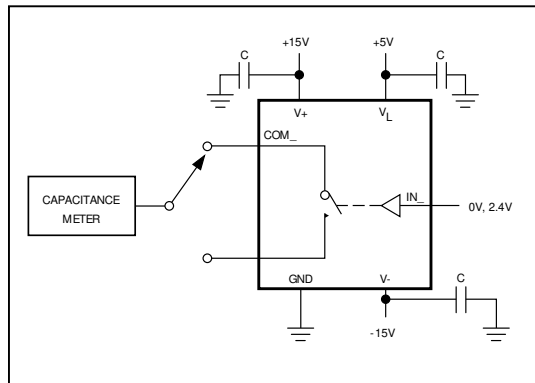 +15V
+5V
C
C
V+
VL
COM_
CAPACITANCE
METER
IN_
0V, 2.4V
GND
V-
C
-15V